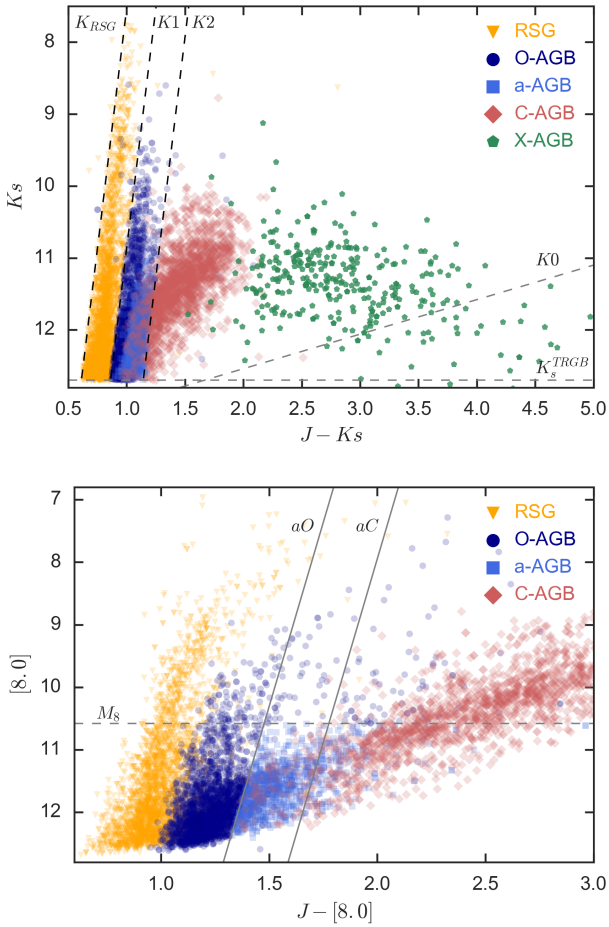 K_RSG K1 K2
RSG
O-AGB
a-AGB
C-AGB
X-AGB
K0
K_s^TRGB
8
9
10
11
12
Ks
0.5 1.0 1.5 2.0 2.5 3.0 3.5 4.0 4.5 5.0
J − Ks
aO aC
RSG
O-AGB
a-AGB
C-AGB
M_8
7
8
9
10
11
12
[8.0]
1.0 1.5 2.0 2.5 3.0
J − [8.0]